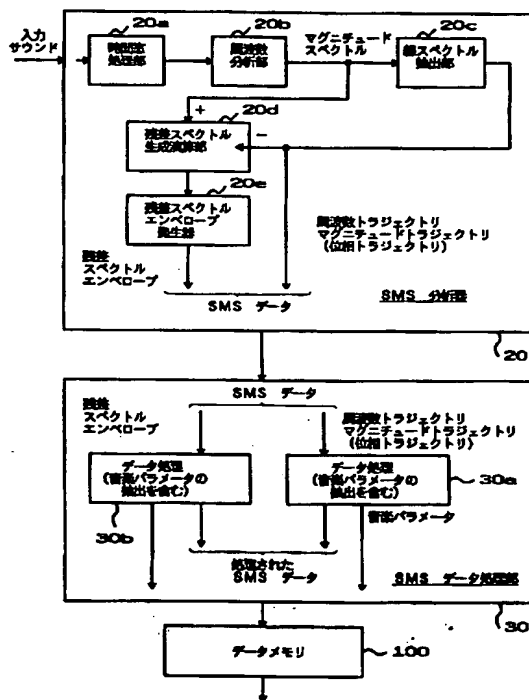 入力
サウンド
20a
時間窓
処理部
20b
周波数
分析部
マグニチュード
スペクトル
20c
線スペクトル
抽出部
+
20d
残差スペクトル
生成演算部
-
20e
残差スペクトル
エンベロープ
発生器
残差
スペクトル
エンベロープ
周波数トラジェクトリ
マグニチュードトラジェクトリ
(位相トラジェクトリ)
SMS データ
SMS 分析器
20
SMS データ
残差
スペクトル
エンベロープ
周波数トラジェクトリ
マグニチュードトラジェクトリ
(位相トラジェクトリ)
データ処理
(音楽パラメータの
抽出を含む)
30b
データ処理
(音楽パラメータの
抽出を含む)
30a
音楽パラメータ
処理された
SMS データ
SMS データ処理部
30
データメモリ
100